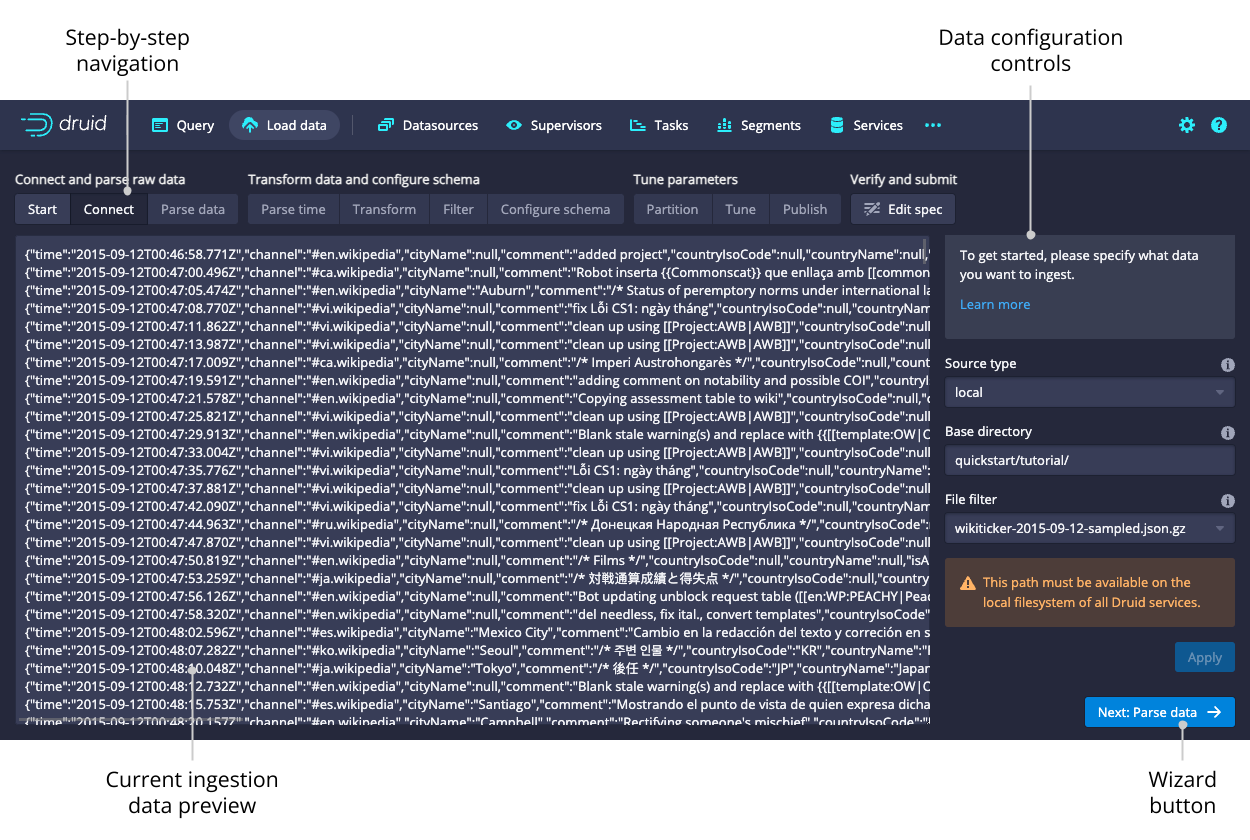 Step-by-step
navigation
Data configuration
controls
druid
Query
Load data
Datasources
Supervisors
Tasks
Segments
Services
Connect and parse raw data
Transform data and configure schema
Tune parameters
Verify and submit
Start
Connect
Parse data
Parse time
Transform
Filter
Configure schema
Partition
Tune
Publish
Edit spec
{"time":"2015-09-12T00:46:58.771Z","channel":"#en.wikipedia","cityName":null,"comment":"added project","countryIsoCode":null,"countryName":null,
{"time":"2015-09-12T00:47:00.496Z","channel":"#ca.wikipedia","cityName":null,"comment":"Robot inserta {{Commonscat}} que enllaça amb [[common
{"time":"2015-09-12T00:47:05.474Z","channel":"#en.wikipedia","cityName":"Auburn","comment":"/* Status of peremptory norms under international la
{"time":"2015-09-12T00:47:08.770Z","channel":"#vi.wikipedia","cityName":null,"comment":"fix Lỗi CS1: ngày tháng","countryIsoCode":null,"countryNam
{"time":"2015-09-12T00:47:11.862Z","channel":"#vi.wikipedia","cityName":null,"comment":"clean up using [[Project:AWB|AWB]]","countryIsoCode":null
{"time":"2015-09-12T00:47:13.987Z","channel":"#vi.wikipedia","cityName":null,"comment":"clean up using [[Project:AWB|AWB]]","countryIsoCode":null
{"time":"2015-09-12T00:47:17.009Z","channel":"#ca.wikipedia","cityName":null,"comment":"/* Imperi Austrohongarès */","countryIsoCode":null,"count
{"time":"2015-09-12T00:47:19.591Z","channel":"#en.wikipedia","cityName":null,"comment":"adding comment on notability and possible COI","countryI
{"time":"2015-09-12T00:47:21.578Z","channel":"#en.wikipedia","cityName":null,"comment":"Copying assessment table to wiki","countryIsoCode":null,"c
{"time":"2015-09-12T00:47:25.821Z","channel":"#vi.wikipedia","cityName":null,"comment":"clean up using [[Project:AWB|AWB]]","countryIsoCode":null
{"time":"2015-09-12T00:47:29.913Z","channel":"#en.wikipedia","cityName":null,"comment":"Blank stale warning(s) and replace with {{[[template:OW|O
{"time":"2015-09-12T00:47:33.004Z","channel":"#vi.wikipedia","cityName":null,"comment":"clean up using [[Project:AWB|AWB]]","countryIsoCode":null
{"time":"2015-09-12T00:47:35.776Z","channel":"#vi.wikipedia","cityName":null,"comment":"Lỗi CS1: ngày tháng","countryIsoCode":null,"countryName":
{"time":"2015-09-12T00:47:37.881Z","channel":"#vi.wikipedia","cityName":null,"comment":"clean up using [[Project:AWB|AWB]]","countryIsoCode":null
{"time":"2015-09-12T00:47:42.090Z","channel":"#vi.wikipedia","cityName":null,"comment":"fix Lỗi CS1: ngày tháng","countryIsoCode":null,"countryNam
{"time":"2015-09-12T00:47:44.963Z","channel":"#ru.wikipedia","cityName":null,"comment":"/* Донецкая Народная Республика */","countryIsoCode":
{"time":"2015-09-12T00:47:47.870Z","channel":"#vi.wikipedia","cityName":null,"comment":"clean up using [[Project:AWB|AWB]]","countryIsoCode":null
{"time":"2015-09-12T00:47:50.819Z","channel":"#en.wikipedia","cityName":null,"comment":"/* Films */","countryIsoCode":null,"countryName":null,"isA
{"time":"2015-09-12T00:47:53.259Z","channel":"#ja.wikipedia","cityName":null,"comment":"/* 対戦通算成績と得失点 */","countryIsoCode":null,"country
{"time":"2015-09-12T00:47:56.126Z","channel":"#en.wikipedia","cityName":null,"comment":"Bot updating unblock request table ([[en:WP:PEACHY|Peac
{"time":"2015-09-12T00:47:58.320Z","channel":"#en.wikipedia","cityName":null,"comment":"del needless, fix ital., convert templates","countryIsoCode"
{"time":"2015-09-12T00:48:02.596Z","channel":"#es.wikipedia","cityName":"Mexico City","comment":"Cambio en la redacción del texto y correción en s
{"time":"2015-09-12T00:48:07.282Z","channel":"#ko.wikipedia","cityName":"Seoul","comment":"/* 주변 인물 */","countryIsoCode":"KR","countryName":"
{"time":"2015-09-12T00:48:10.048Z","channel":"#ja.wikipedia","cityName":"Tokyo","comment":"/* 後任 */","countryIsoCode":"JP","countryName":"Japan
{"time":"2015-09-12T00:48:12.732Z","channel":"#en.wikipedia","cityName":null,"comment":"Blank stale warning(s) and replace with {{[[template:OW|O
{"time":"2015-09-12T00:48:15.753Z","channel":"#es.wikipedia","cityName":"Santiago","comment":"Mostrando el punto de vista de quien expresa dicha
{"time":"2015-09-12T00:48:20.157Z","channel":"#en.wikipedia","cityName":"Campbell","comment":"Rectifying someone's mischief","countryIsoCode":"
To get started, please specify what data
you want to ingest.
Learn more
Source type
local
Base directory
quickstart/tutorial/
File filter
wikiticker-2015-09-12-sampled.json.gz
This path must be available on the
local filesystem of all Druid services.
Apply
Next: Parse data
Current ingestion
data preview
Wizard
button